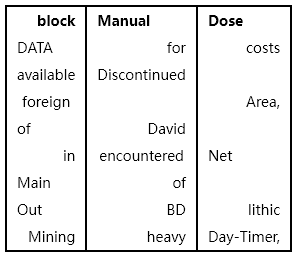 block Manual Dose
DATA for costs
available Discontinued
foreign Area,
of David
in encountered Net
Main of
Out BD lithic
Mining heavy Day-Timer,